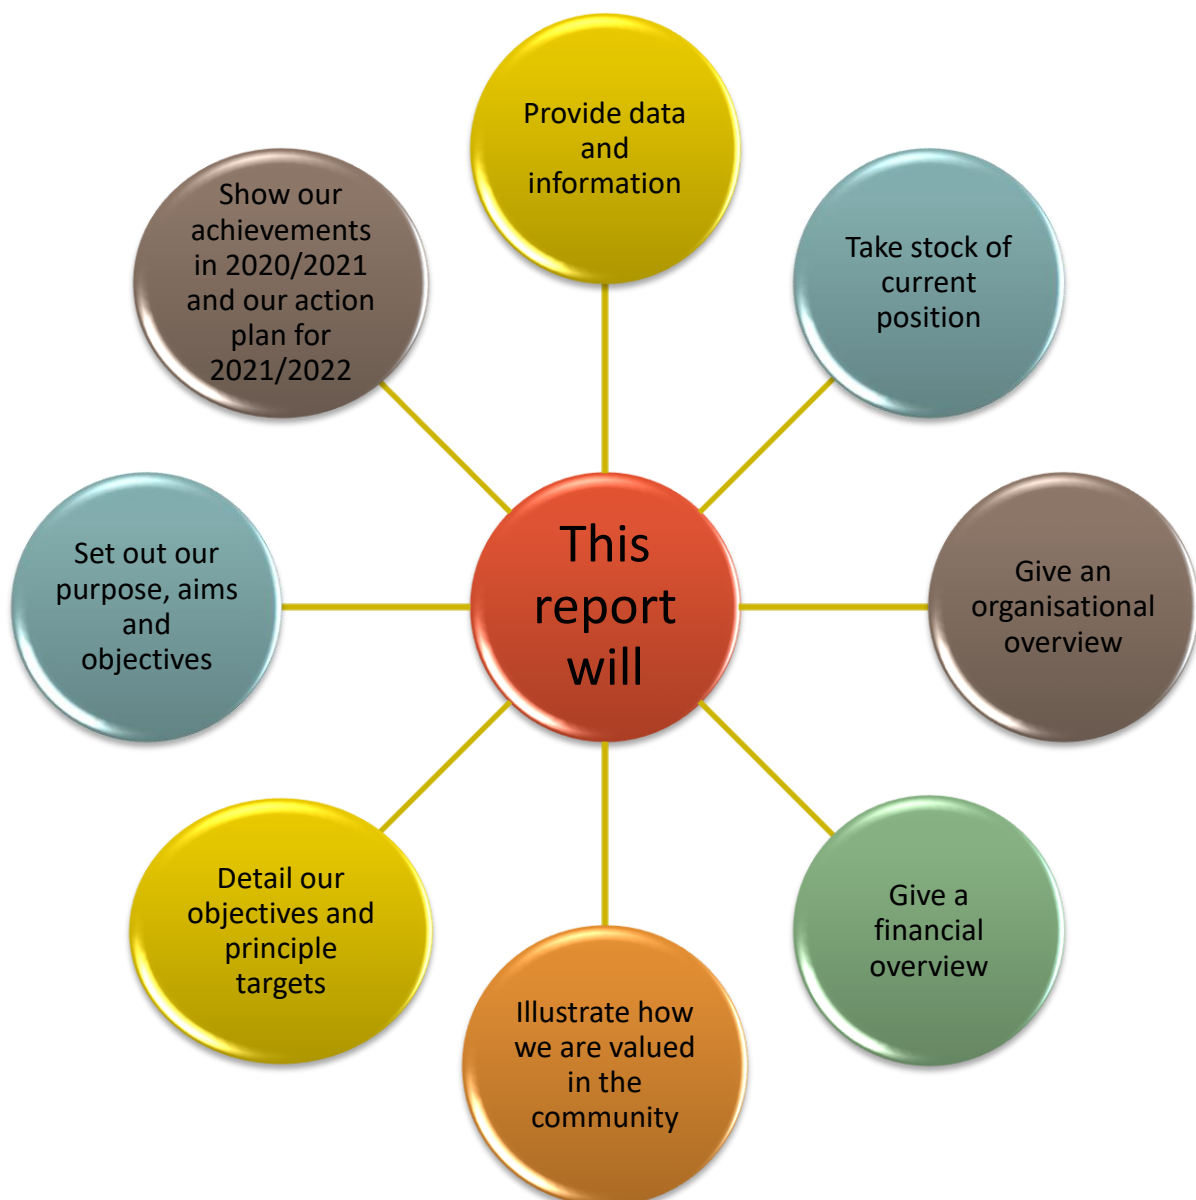 Provide data
and
information
Take stock of
current
position
Give an
organisational
overview
Give a
financial
overview
Illustrate how
we are valued
in the
community
Detail our
objectives and
principle
targets
Set out our
purpose, aims
and
objectives
Show our
achievements
in 2020/2021
and our action
plan for
2021/2022
This
report
will